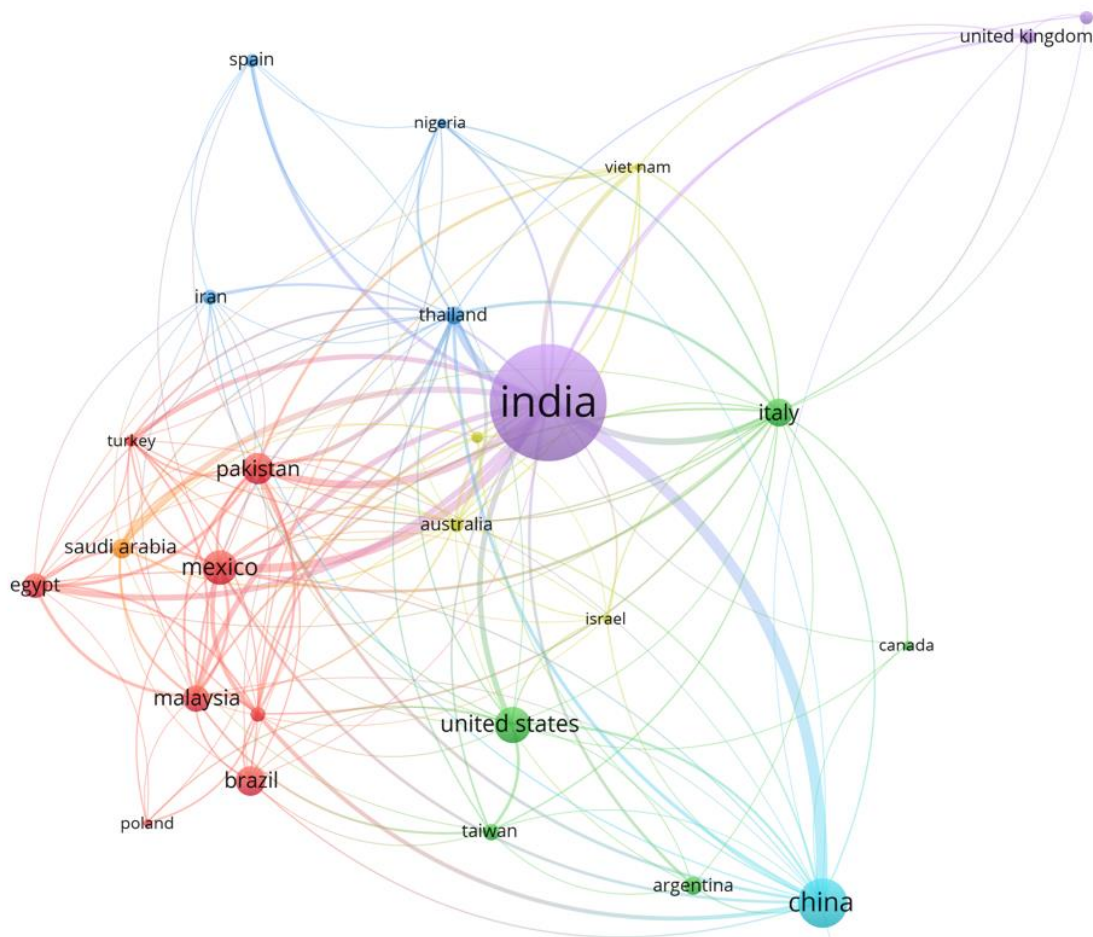 united kingdom
spain
nigeria
viet nam
iran
thailand
india
italy
turkey
pakistan
australia
saudi arabia
mexico
egypt
israel
canada
malaysia
united states
brazil
poland
taiwan
argentina
china